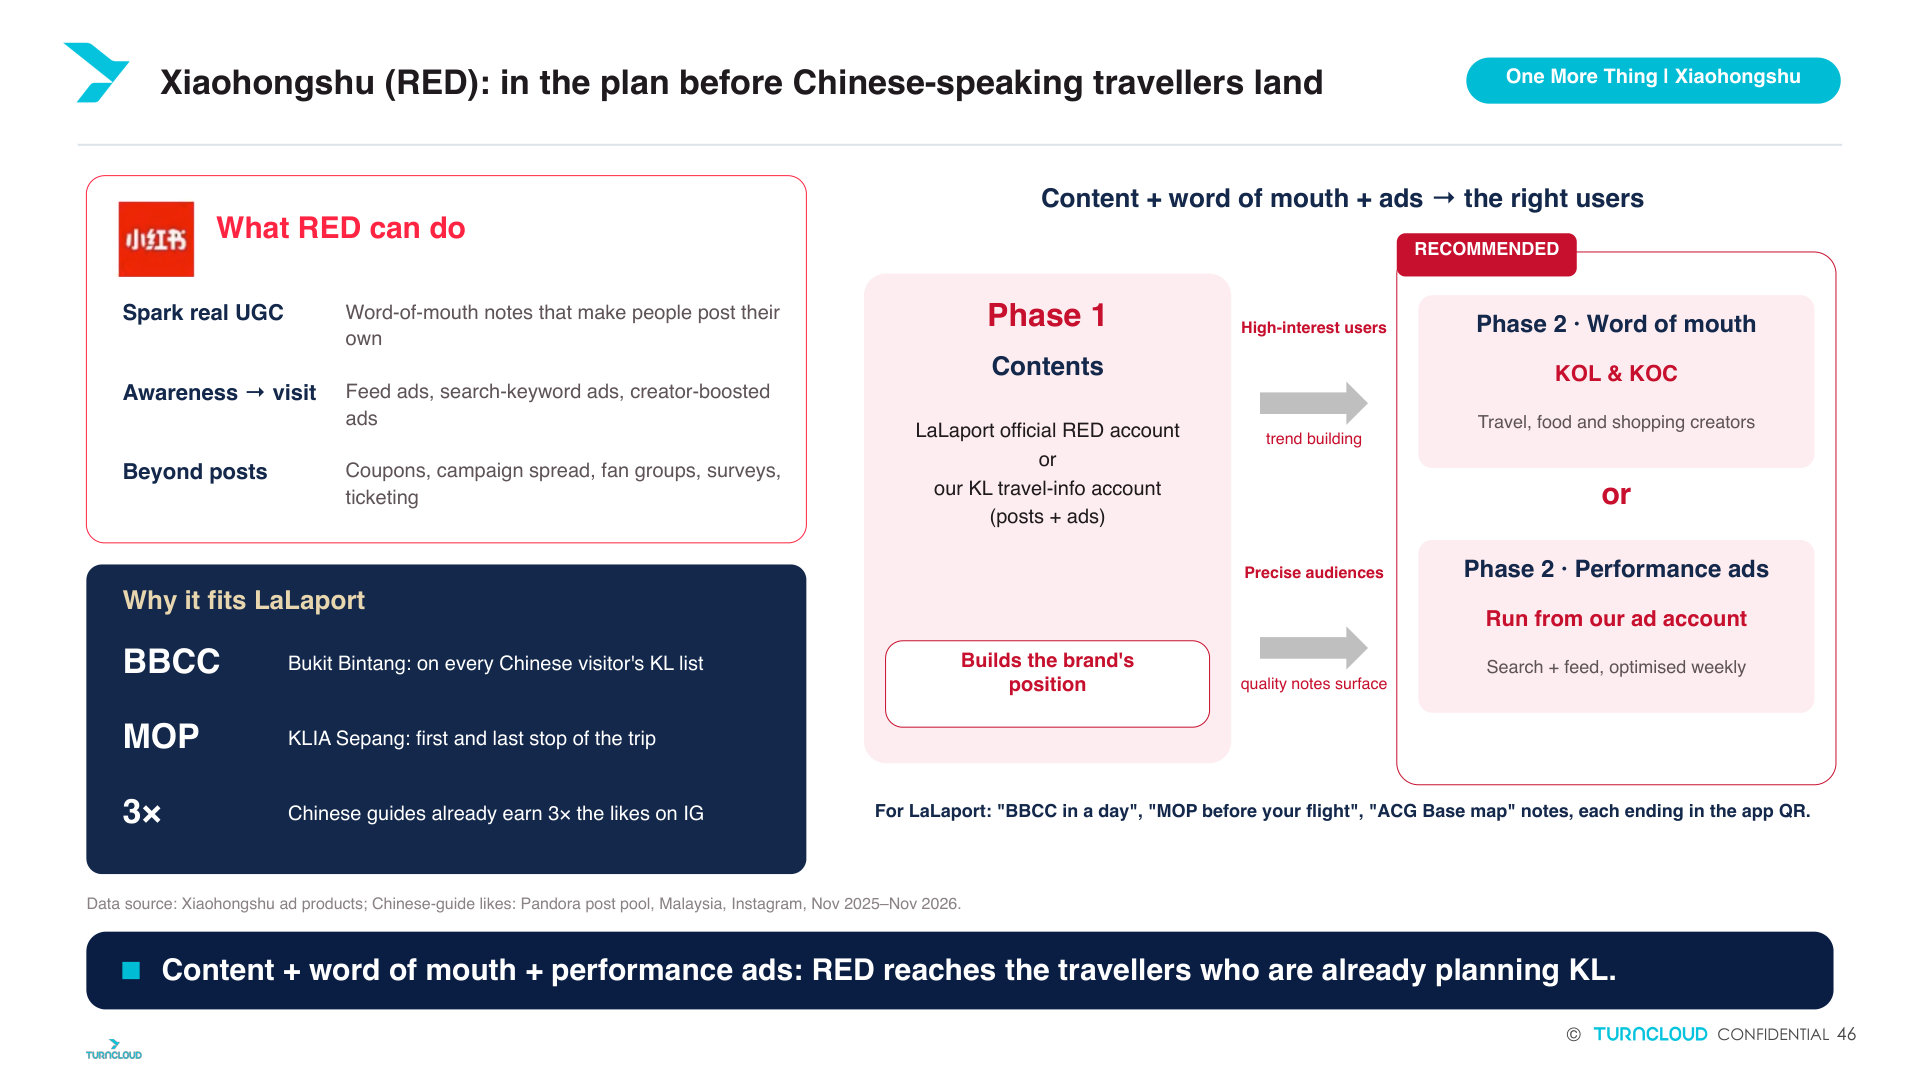 Xiaohongshu (RED): in the plan before Chinese-speaking travellers land
One More Thing | Xiaohongshu
小红书
What RED can do
Spark real UGC
Word-of-mouth notes that make people post their
own
Awareness → visit
Feed ads, search-keyword ads, creator-boosted
ads
Beyond posts
Coupons, campaign spread, fan groups, surveys,
ticketing
Why it fits LaLaport
BBCC
Bukit Bintang: on every Chinese visitor's KL list
MOP
KLIA Sepang: first and last stop of the trip
3×
Chinese guides already earn 3× the likes on IG
Content + word of mouth + ads → the right users
Phase 1
Contents
LaLaport official RED account
or
our KL travel-info account
(posts + ads)
Builds the brand's
position
High-interest users
trend building
Precise audiences
quality notes surface
RECOMMENDED
Phase 2 · Word of mouth
KOL & KOC
Travel, food and shopping creators
or
Phase 2 · Performance ads
Run from our ad account
Search + feed, optimised weekly
For LaLaport: "BBCC in a day", "MOP before your flight", "ACG Base map" notes, each ending in the app QR.
Data source: Xiaohongshu ad products; Chinese-guide likes: Pandora post pool, Malaysia, Instagram, Nov 2025–Nov 2026.
Content + word of mouth + performance ads: RED reaches the travellers who are already planning KL.
TURNCLOUD
© TURNCLOUD CONFIDENTIAL 46